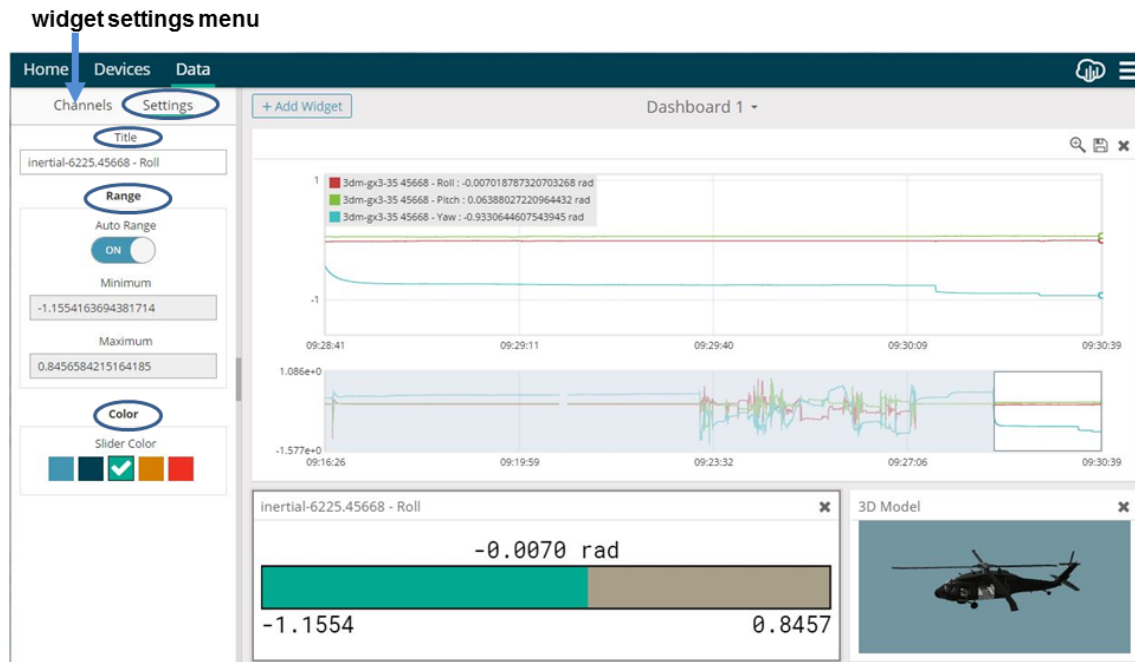 widget settings menu
Home Devices Data
Channels Settings
+ Add Widget
Dashboard 1
Title
inertial-6225.45668 - Roll
Range
Auto Range
ON
Minimum
-1.1554163694381714
Maximum
0.8456584215164185
Color
Slider Color
1
3dm-gx3-35 45668 - Roll : -0.007018787320703268 rad
3dm-gx3-35 45668 - Pitch : 0.06388027220964432 rad
3dm-gx3-35 45668 - Yaw : -0.9330644607543945 rad
-1
09:28:41 09:29:11 09:29:40 09:30:09 09:30:39
1.086e+0
-1.577e+0
09:16:26 09:19:59 09:23:32 09:27:06 09:30:39
inertial-6225.45668 - Roll
-0.0070 rad
-1.1554 0.8457
3D Model